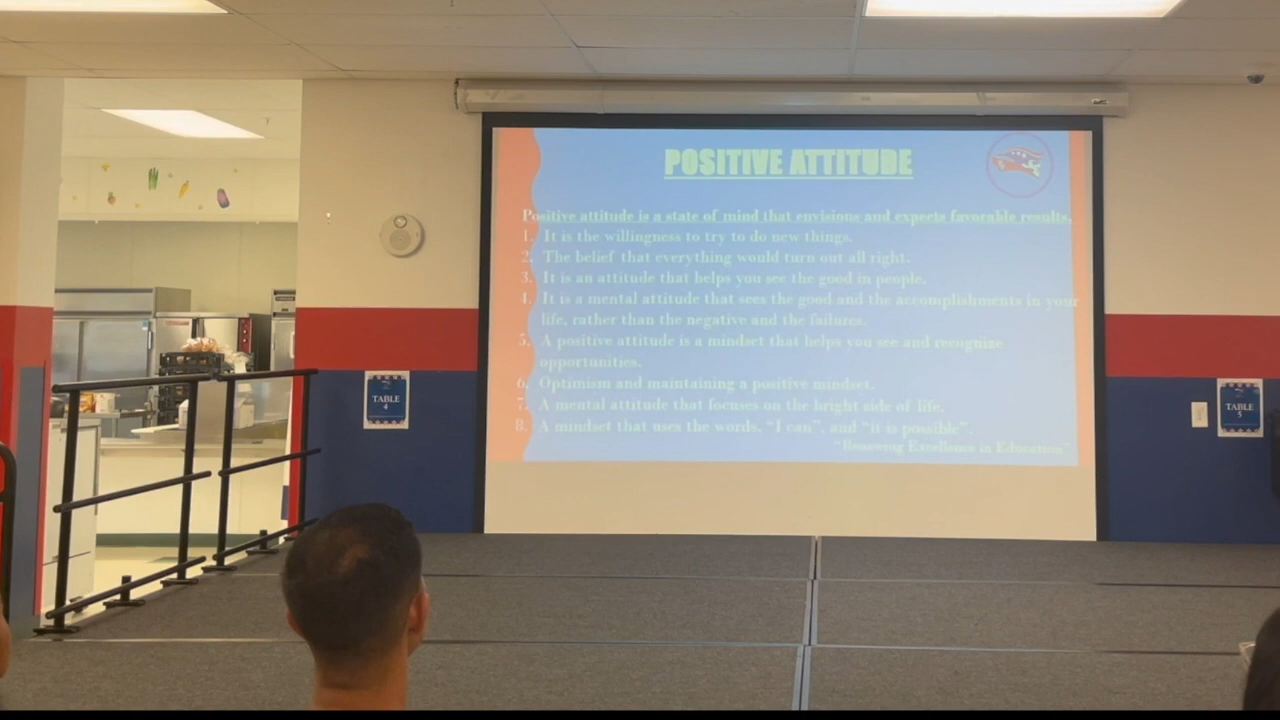 POSITIVE ATTITUDE
Positive attitude is a state of mind that envisions and expects favorable results.
1. It is the willingness to try to do new things.
2. The belief that everything would turn out all right.
3. It is an attitude that helps you see the good in people.
4. It is a mental attitude that sees the good and the accomplishments in your
life, rather than the negative and the failures.
5. A positive attitude is a mindset that helps you see and recognize
opportunities.
6. Optimism and maintaining a positive mindset.
7. A mental attitude that focuses on the bright side of life.
8. A mindset that uses the words, “I can”, and “it is possible”.
Excellence in Education”
TABLE
4
TABLE
5